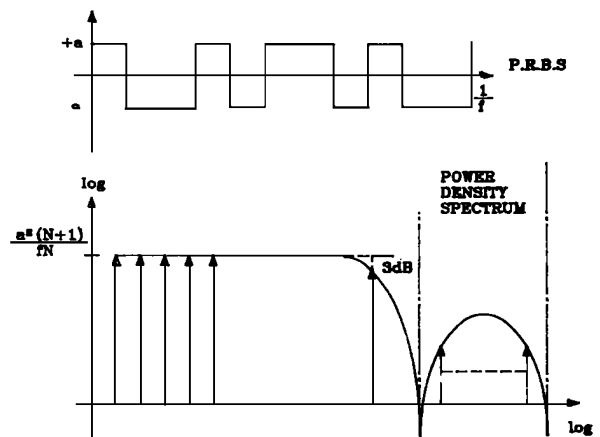 +a
P.R.B.S
1
f
log
POWER
DENSITY
SPECTRUM
a²(N+1)
fN
3dB
log